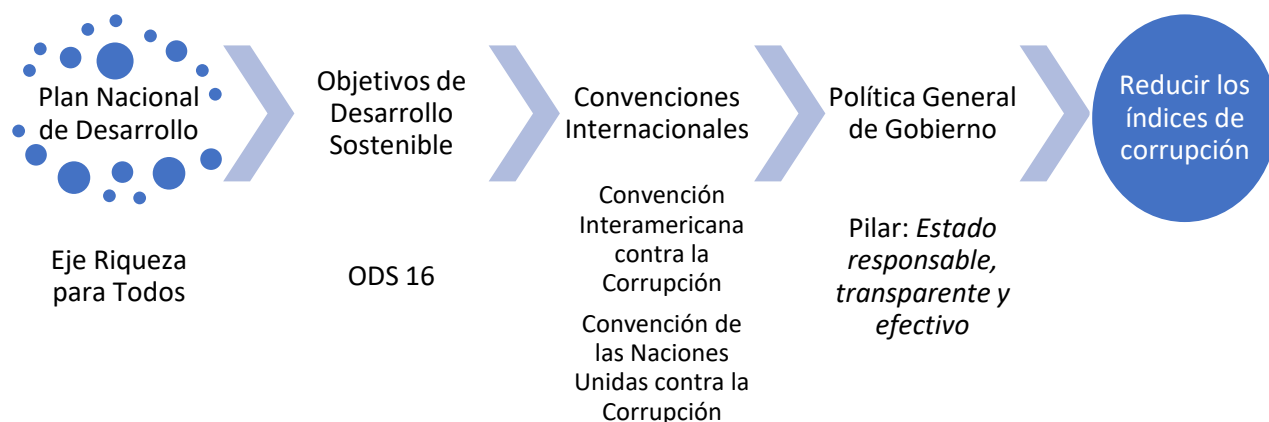 Plan Nacional
de Desarrollo
Eje Riqueza
para Todos
Objetivos de
Desarrollo
Sostenible
ODS 16
Convenciones
Internacionales
Convención
Interamericana
contra la
Corrupción
Convención de
las Naciones
Unidas contra la
Corrupción
Política General
de Gobierno
Pilar: Estado
responsable,
transparente y
efectivo
Reducir los
índices de
corrupción